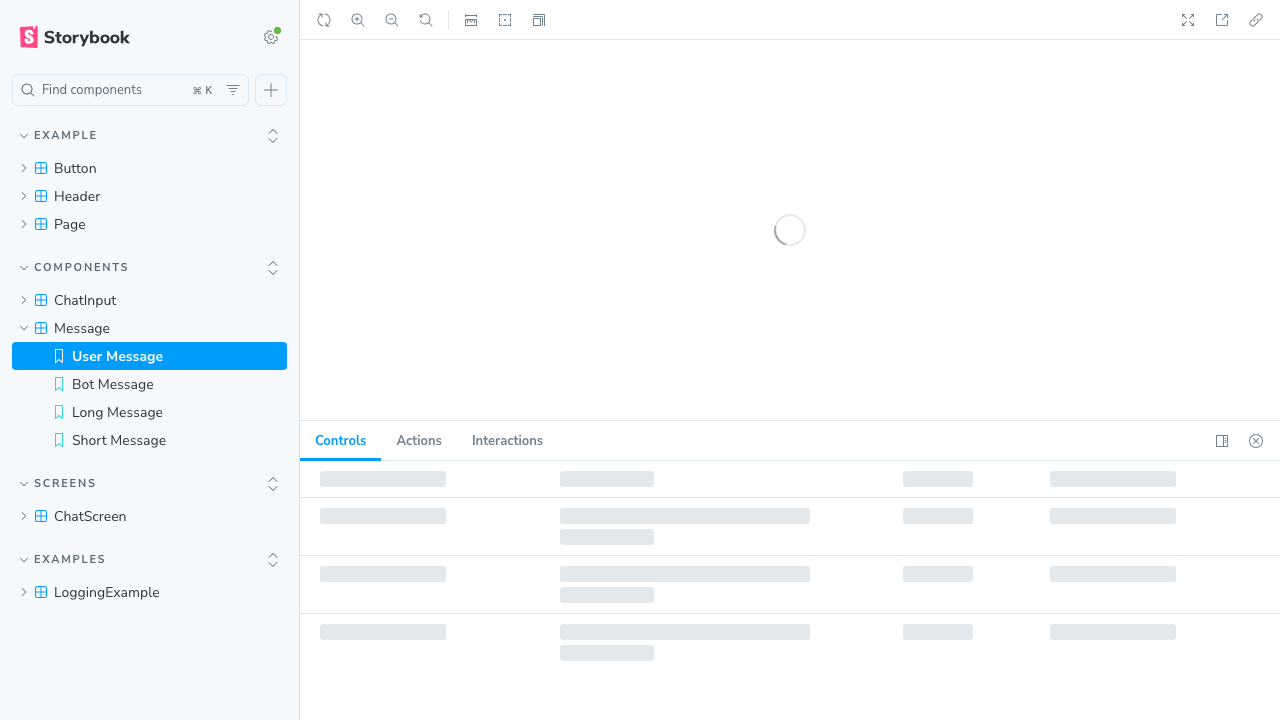 Storybook
Find components
⌘ K
EXAMPLE
Button
Header
Page
COMPONENTS
ChatInput
Message
User Message
Bot Message
Long Message
Short Message
SCREENS
ChatScreen
EXAMPLES
LoggingExample
Controls
Actions
Interactions